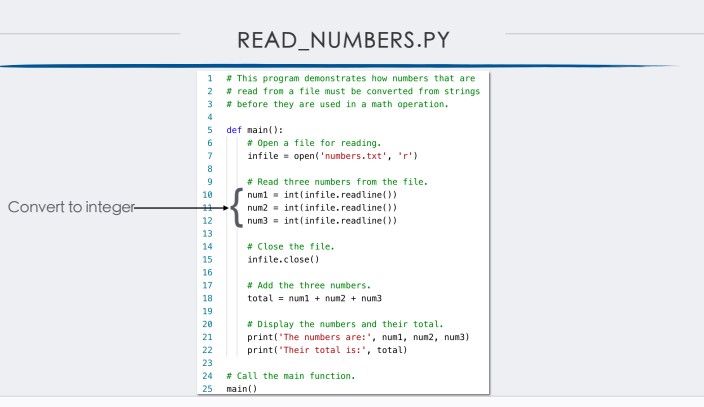 READ_NUMBERS.PY
1 # This program demonstrates how numbers that are
2 # read from a file must be converted from strings
3 # before they are used in a math operation.
4
5 def main():
6     # Open a file for reading.
7     infile = open('numbers.txt', 'r')
8
9     # Read three numbers from the file.
10     num1 = int(infile.readline())
Convert to integer
11     num2 = int(infile.readline())
12     num3 = int(infile.readline())
13
14     # Close the file.
15     infile.close()
16
17     # Add the three numbers.
18     total = num1 + num2 + num3
19
20     # Display the numbers and their total.
21     print('The numbers are:', num1, num2, num3)
22     print('Their total is:', total)
23
24 # Call the main function.
25 main()